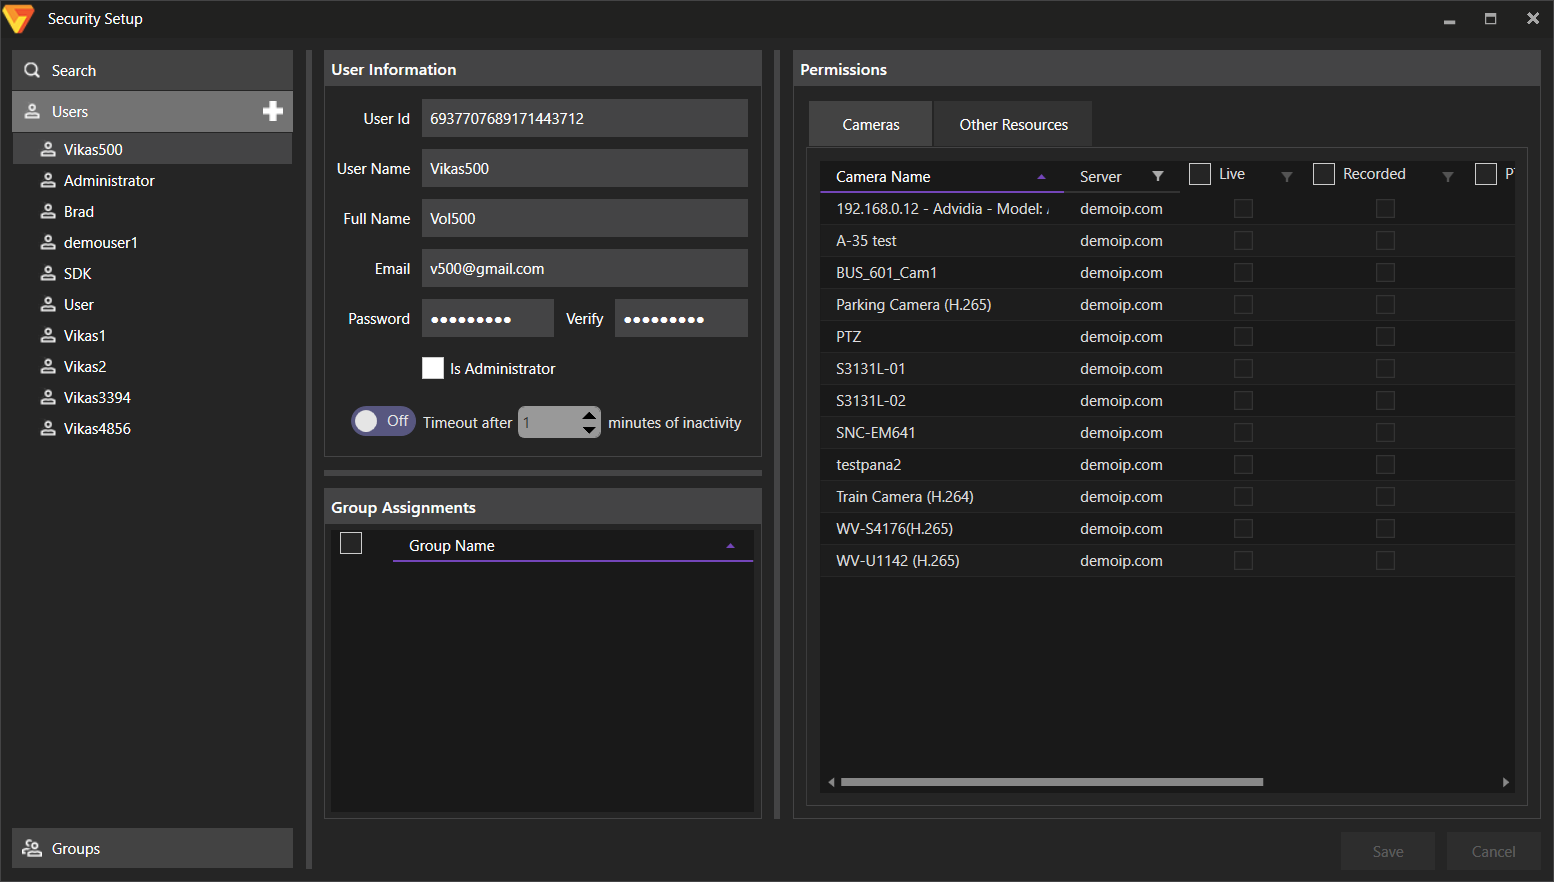 Security Setup
Search
Users
Vikas500
Administrator
Brad
demouser1
SDK
User
Vikas1
Vikas2
Vikas3394
Vikas4856
Groups
User Information
User Id 6937707689171443712
User Name Vikas500
Full Name Vol500
Email v500@gmail.com
Password ●●●●●●●●● Verify ●●●●●●●●●
Is Administrator
Off Timeout after 1 minutes of inactivity
Group Assignments
Group Name
Permissions
Cameras Other Resources
Camera Name Server Live Recorded
192.168.0.12 - Advidia - Model: demoip.com
A-35 test demoip.com
BUS_601_Cam1 demoip.com
Parking Camera (H.265) demoip.com
PTZ demoip.com
S3131L-01 demoip.com
S3131L-02 demoip.com
SNC-EM641 demoip.com
testpana2 demoip.com
Train Camera (H.264) demoip.com
WV-S4176(H.265) demoip.com
WV-U1142 (H.265) demoip.com
Save Cancel